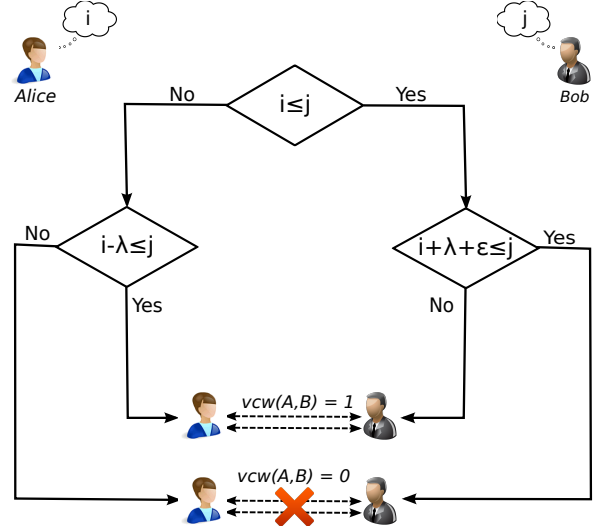 i
j
Alice
Bob
No
i≤j
Yes
No
i-λ≤j
i+λ+ε≤j
Yes
Yes
No
vcw(A,B) = 1
vcw(A,B) = 0